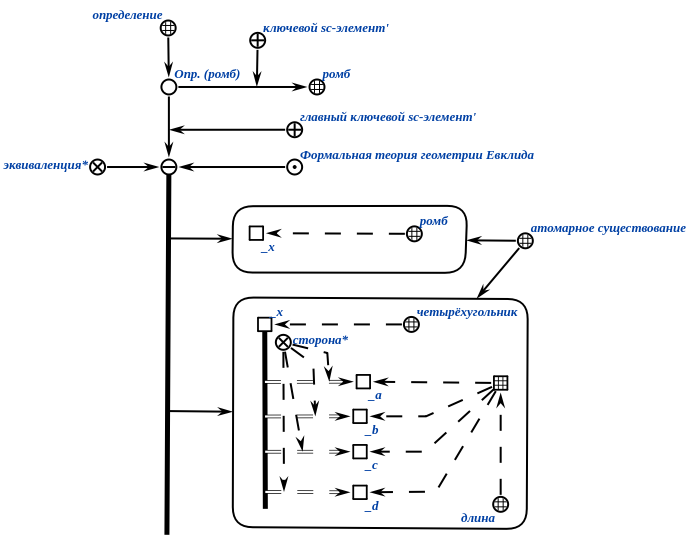 определение
ключевой sc-элемент'
Опр. (ромб)
ромб
главный ключевой sc-элемент'
эквиваленция*
Формальная теория геометрии Евклида
ромб
атомарное существование
_x
_x
четырёхугольник
сторона*
_a
_b
_c
_d
длина